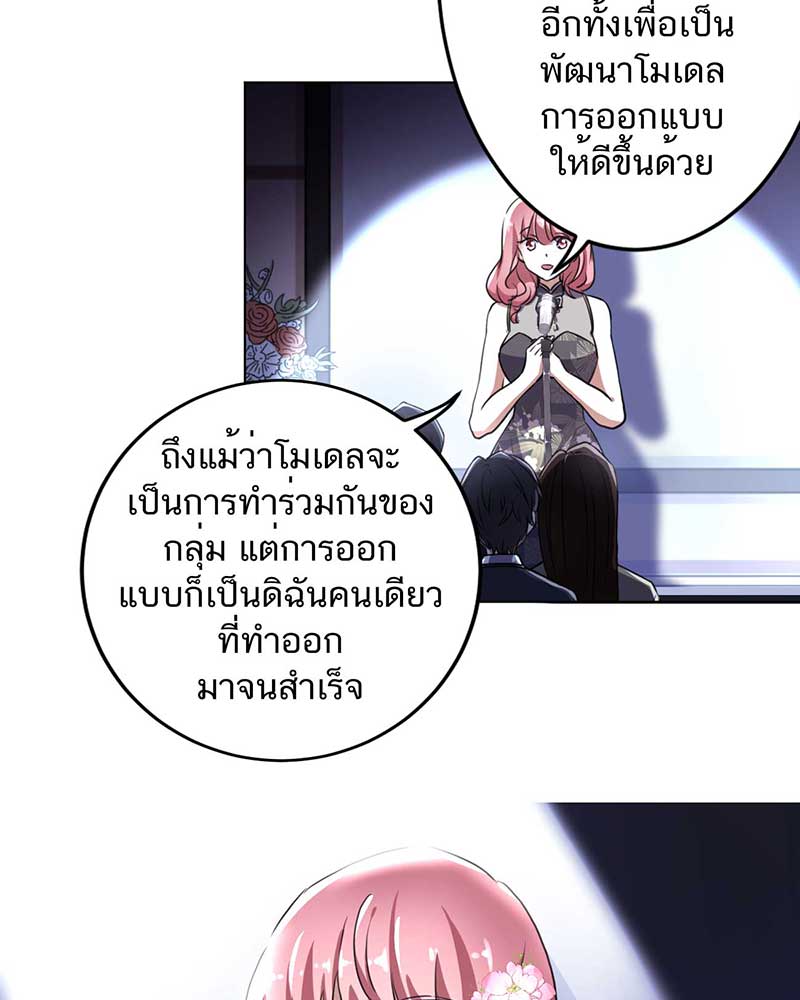 อีกทั้งเพื่อเป็น
พัฒนาโมเดล
การออกแบบ
ให้ดีขึ้นด้วย
ถึงแม้ว่าโมเดลจะ
เป็นการทำร่วมกันของ
กลุ่ม แต่การออก
แบบก็เป็นดิฉันคนเดียว
ที่ทำออก
มาจนสำเร็จ